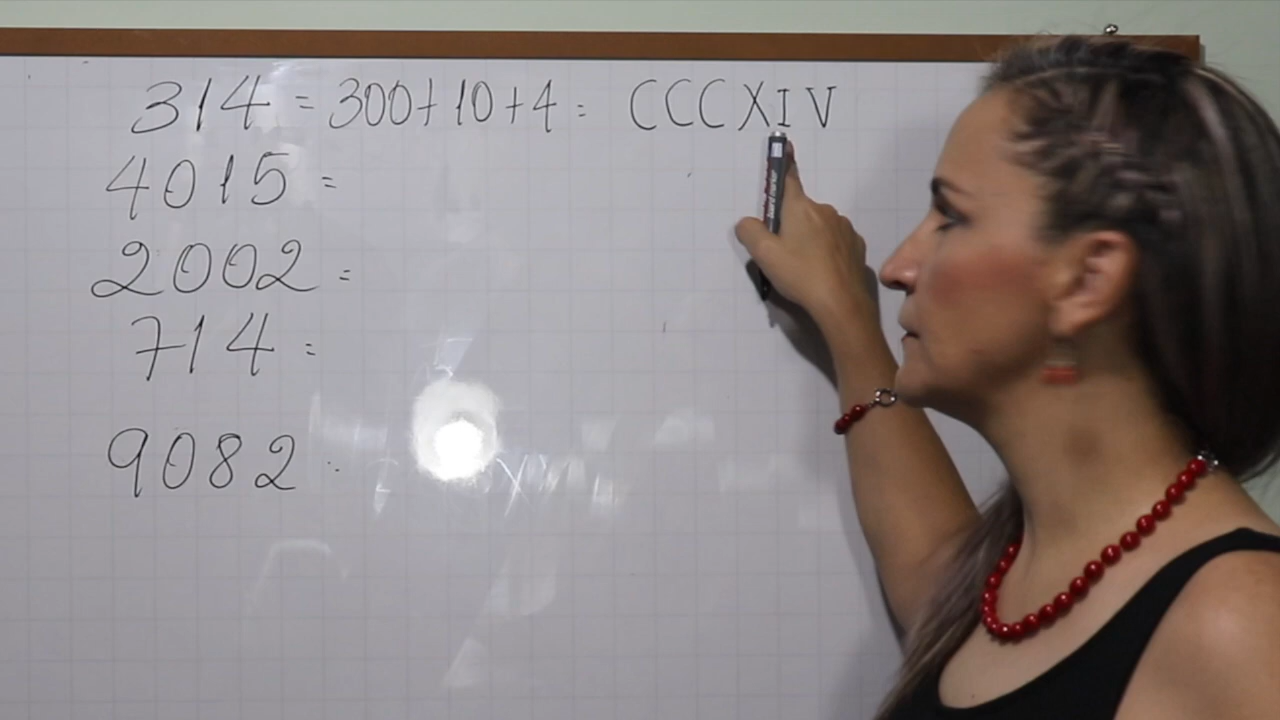 314 = 300+10+4 = CCCXIV
4015 =
2002 =
714 =
9082